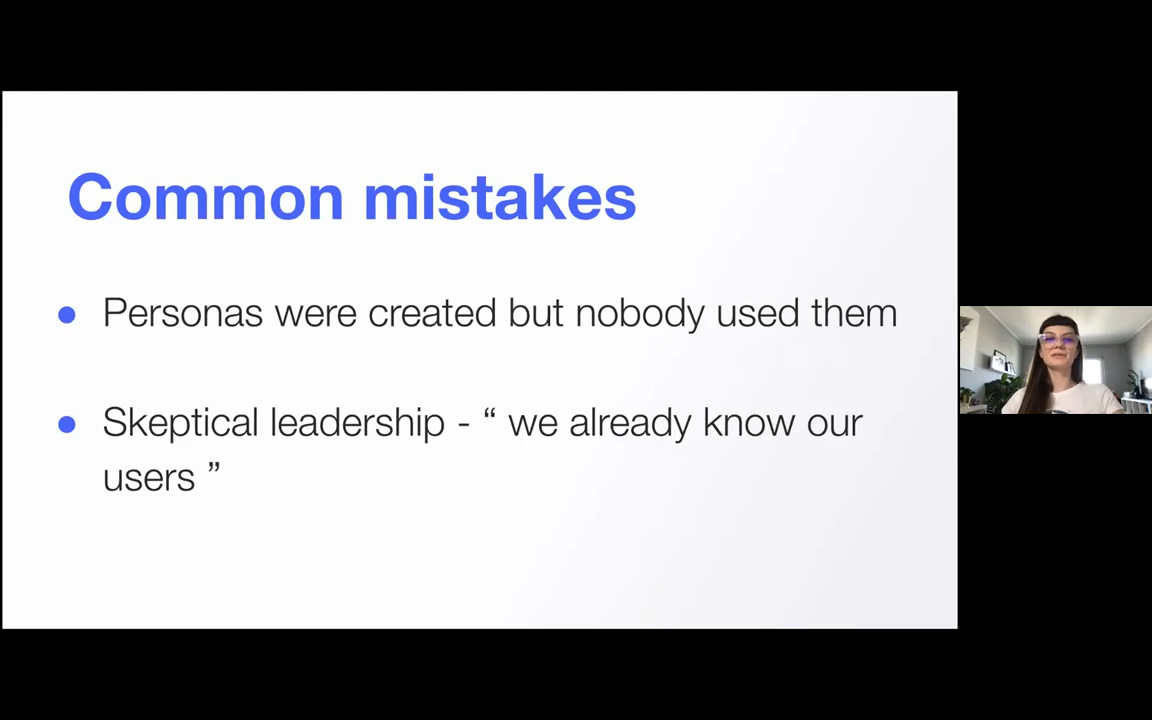 Common mistakes
● Personas were created but nobody used them
● Skeptical leadership - “ we already know our
users ”